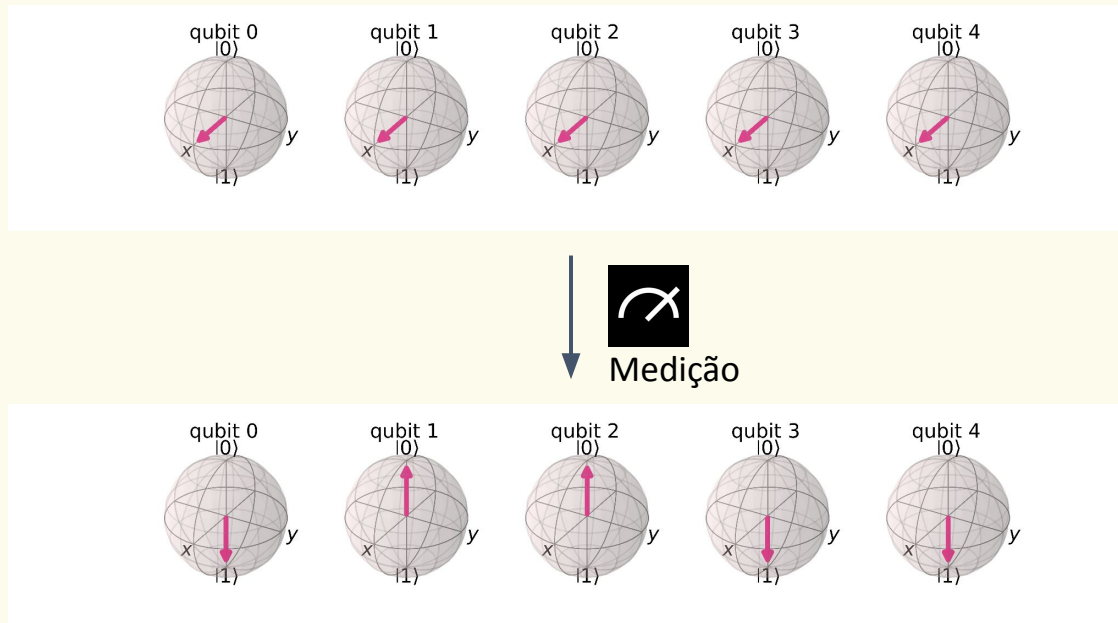 qubit 0 qubit 1 qubit 2 qubit 3 qubit 4
|0⟩ |0⟩ |0⟩ |0⟩ |0⟩
y y y y y
x x x x x
|1⟩ |1⟩ |1⟩ |1⟩ |1⟩
Medição
qubit 0 qubit 1 qubit 2 qubit 3 qubit 4
|0⟩ |0⟩ |0⟩ |0⟩ |0⟩
y y y y y
x x x x x
|1⟩ |1⟩ |1⟩ |1⟩ |1⟩